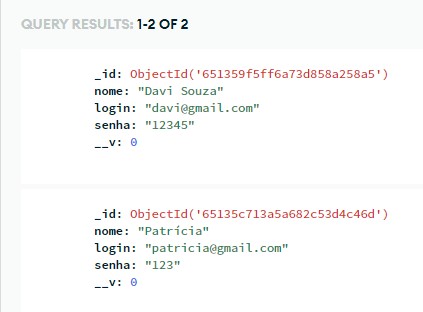 QUERY RESULTS: 1-2 OF 2
_id: ObjectId('651359f5ff6a73d858a258a5')
nome: "Davi Souza"
login: "davi@gmail.com"
senha: "12345"
__v: 0
_id: ObjectId('65135c713a5a682c53d4c46d')
nome: "Patrícia"
login: "patricia@gmail.com"
senha: "123"
__v: 0